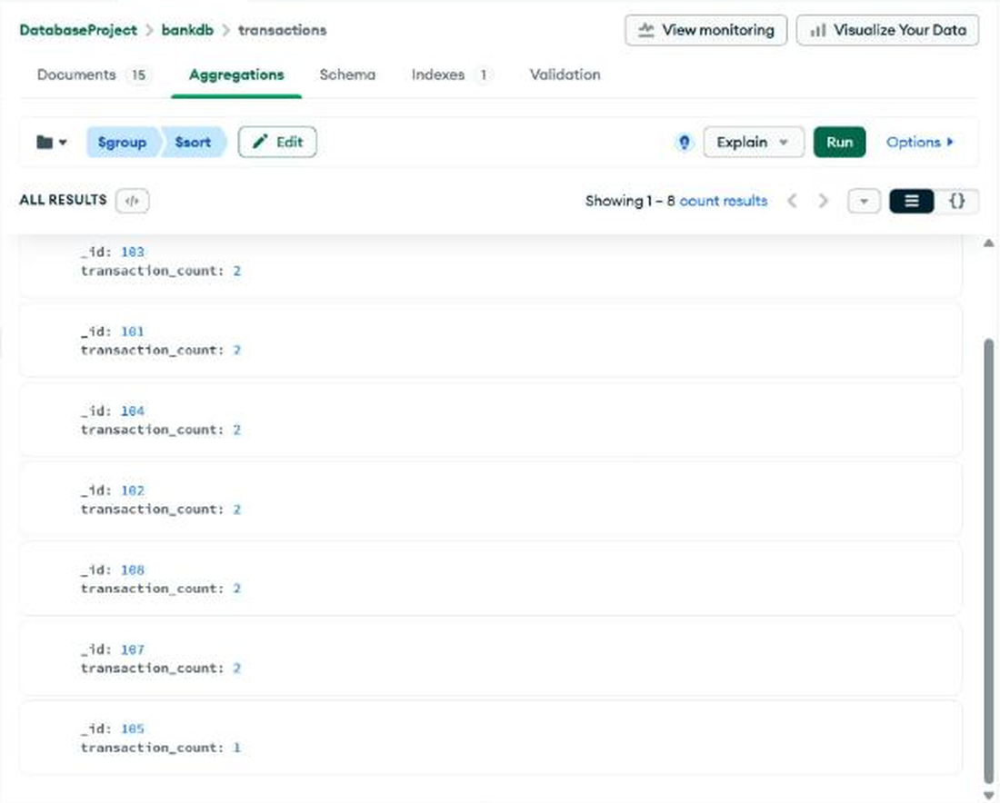 DatabaseProject > bankdb > transactions
View monitoring
Visualize Your Data
Documents 15
Aggregations
Schema
Indexes 1
Validation
$group
$sort
Edit
Explain
Run
Options
ALL RESULTS </>
Showing 1 – 8 count results
{}
_id: 103
transaction_count: 2
_id: 101
transaction_count: 2
_id: 104
transaction_count: 2
_id: 102
transaction_count: 2
_id: 108
transaction_count: 2
_id: 107
transaction_count: 2
_id: 105
transaction_count: 1